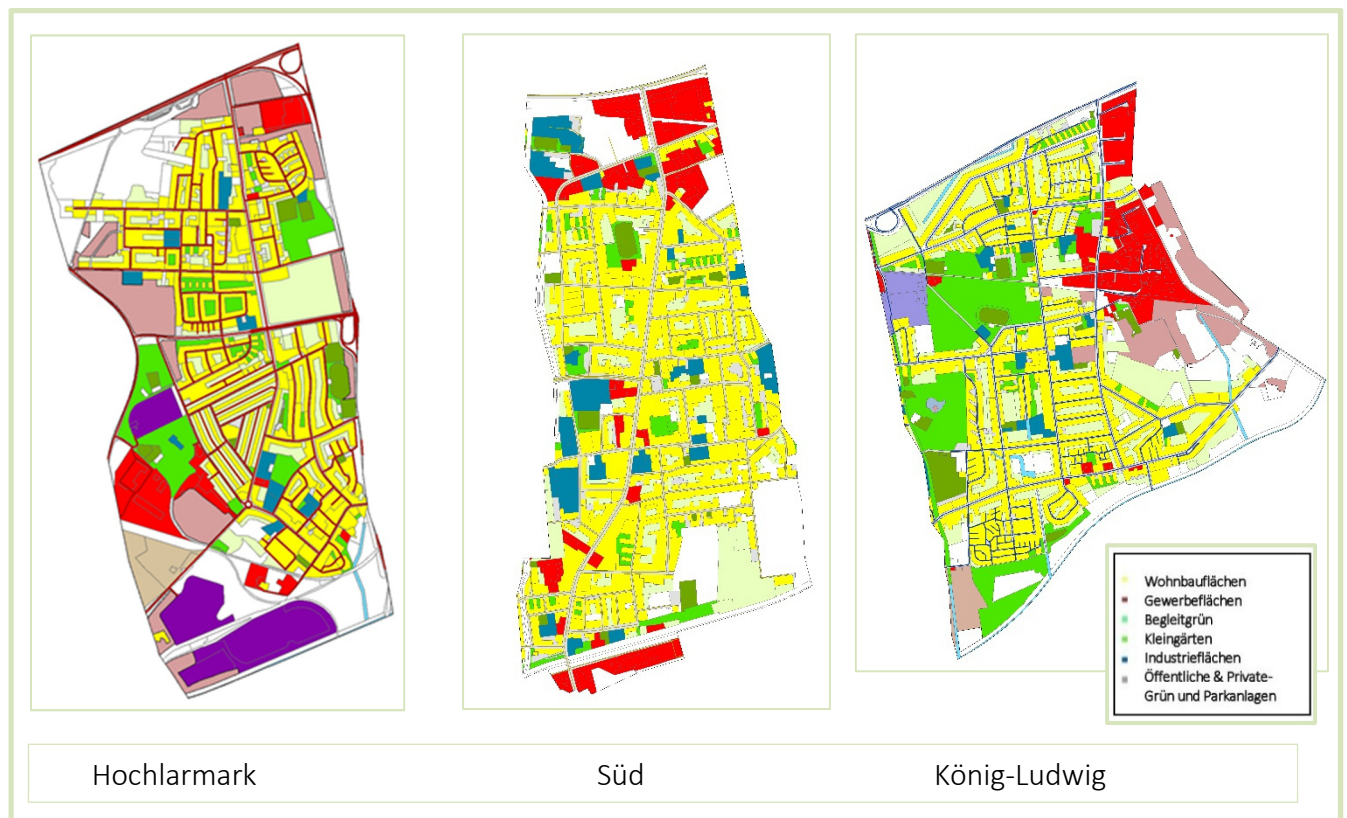 Wohnbauflächen
Gewerbeflächen
Begleitgrün
Kleingärten
Industrieflächen
Öffentliche & Private-
Grün und Parkanlagen
Hochlarmark
Süd
König-Ludwig